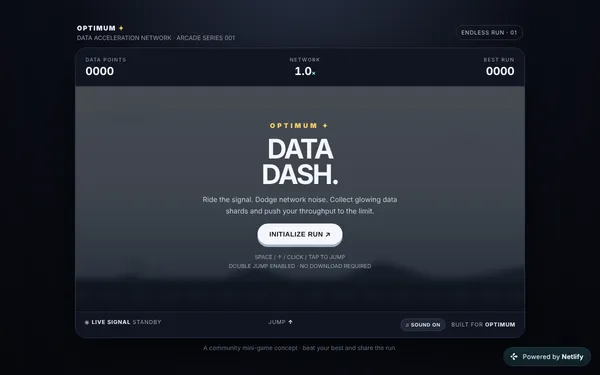 OPTIMUM ✦
DATA ACCELERATION NETWORK · ARCADE SERIES 001
ENDLESS RUN · 01
DATA POINTS
0000
NETWORK
1.0×
BEST RUN
0000
OPTIMUM ✦
DATA
DASH.
Ride the signal. Dodge network noise. Collect glowing data
shards and push your throughput to the limit.
INITIALIZE RUN ↗
SPACE / ↑ / CLICK / TAP TO JUMP
DOUBLE JUMP ENABLED · NO DOWNLOAD REQUIRED
LIVE SIGNAL STANDBY
JUMP ↑
♫ SOUND ON
BUILT FOR OPTIMUM
A community mini-game concept · beat your best and share the run.
Powered by Netlify